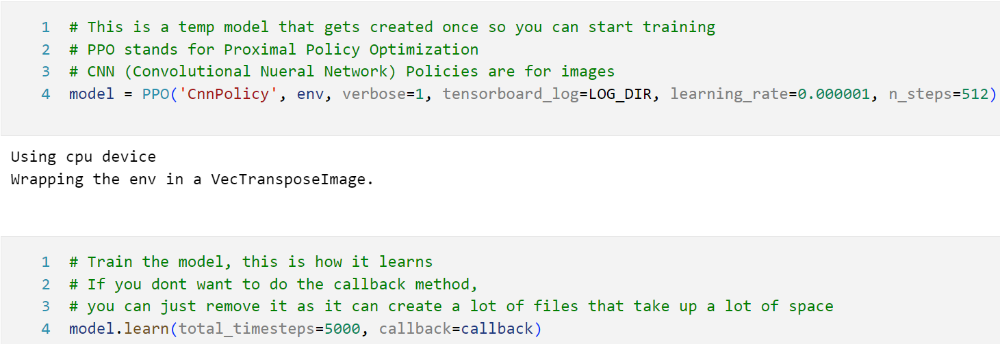 1 # This is a temp model that gets created once so you can start training
2 # PPO stands for Proximal Policy Optimization
3 # CNN (Convolutional Nueral Network) Policies are for images
4 model = PPO('CnnPolicy', env, verbose=1, tensorboard_log=LOG_DIR, learning_rate=0.000001, n_steps=512)
Using cpu device
Wrapping the env in a VecTransposeImage.
1 # Train the model, this is how it learns
2 # If you dont want to do the callback method,
3 # you can just remove it as it can create a lot of files that take up a lot of space
4 model.learn(total_timesteps=5000, callback=callback)